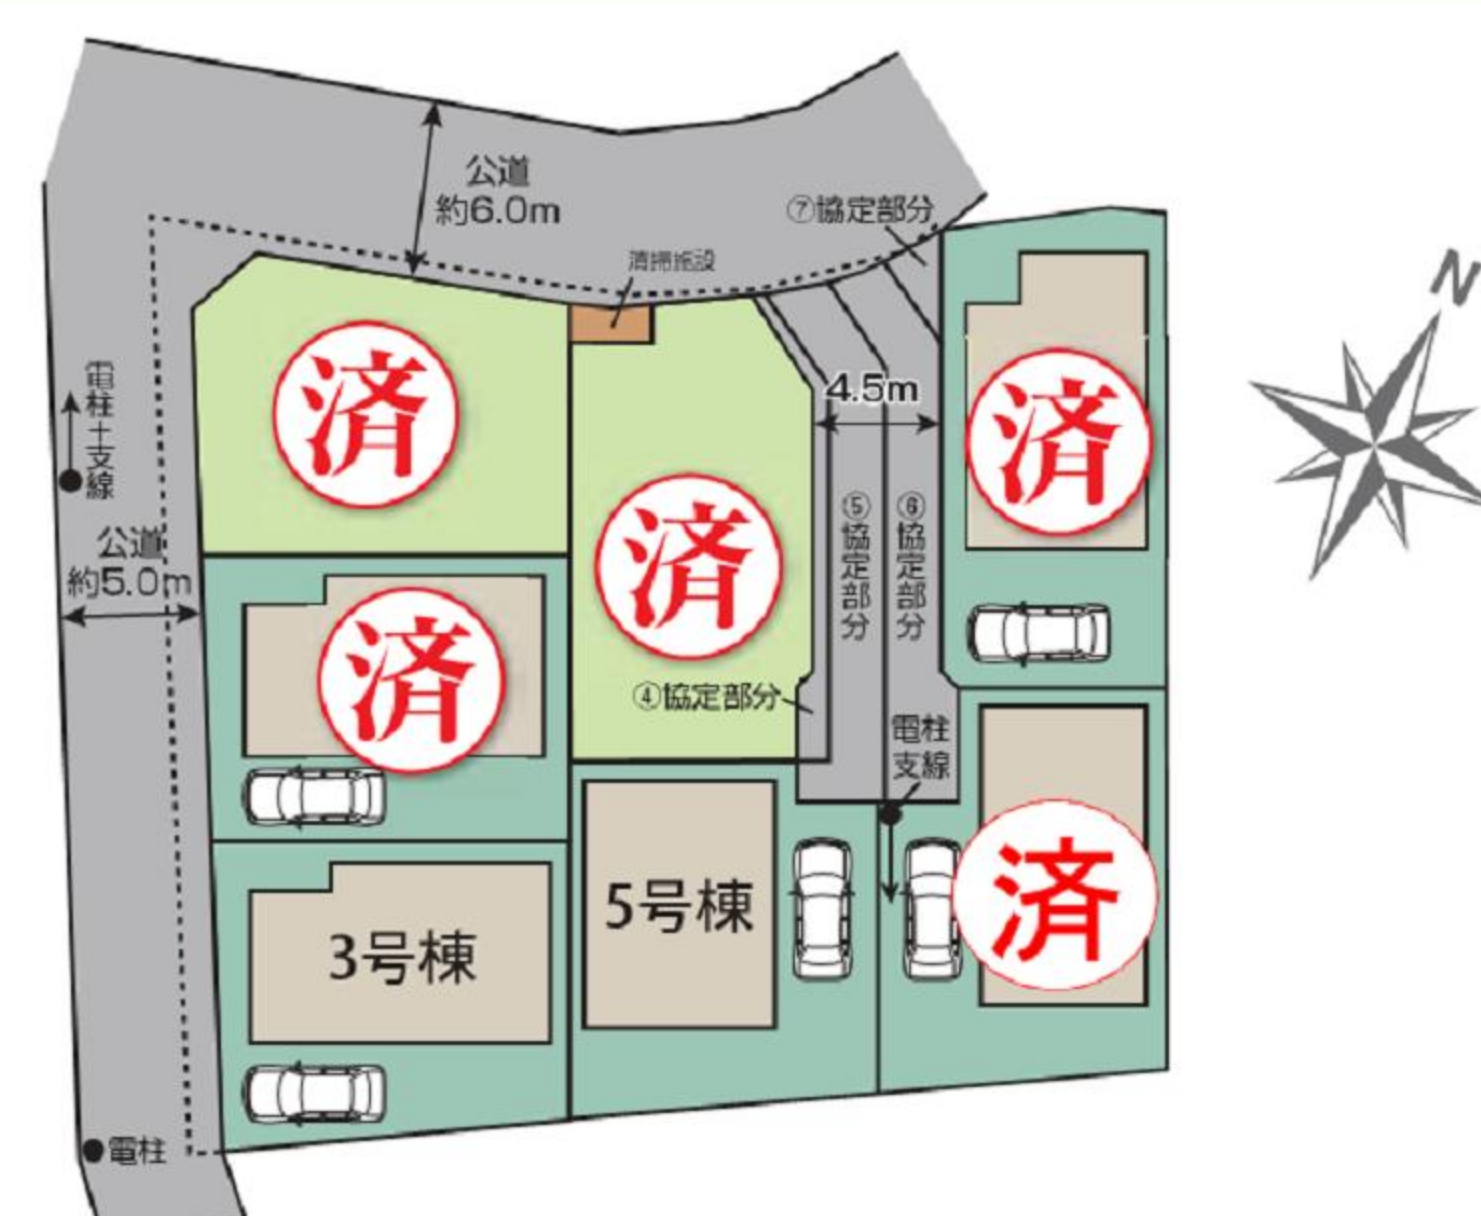 公道
約6.0m
⑦協定部分
清掃施設
N
済
済
済
4.5m
電柱+支線
公道
約5.0m
⑤協定部分
⑥協定部分
済
④協定部分
電柱
支線
済
5号棟
3号棟
電柱